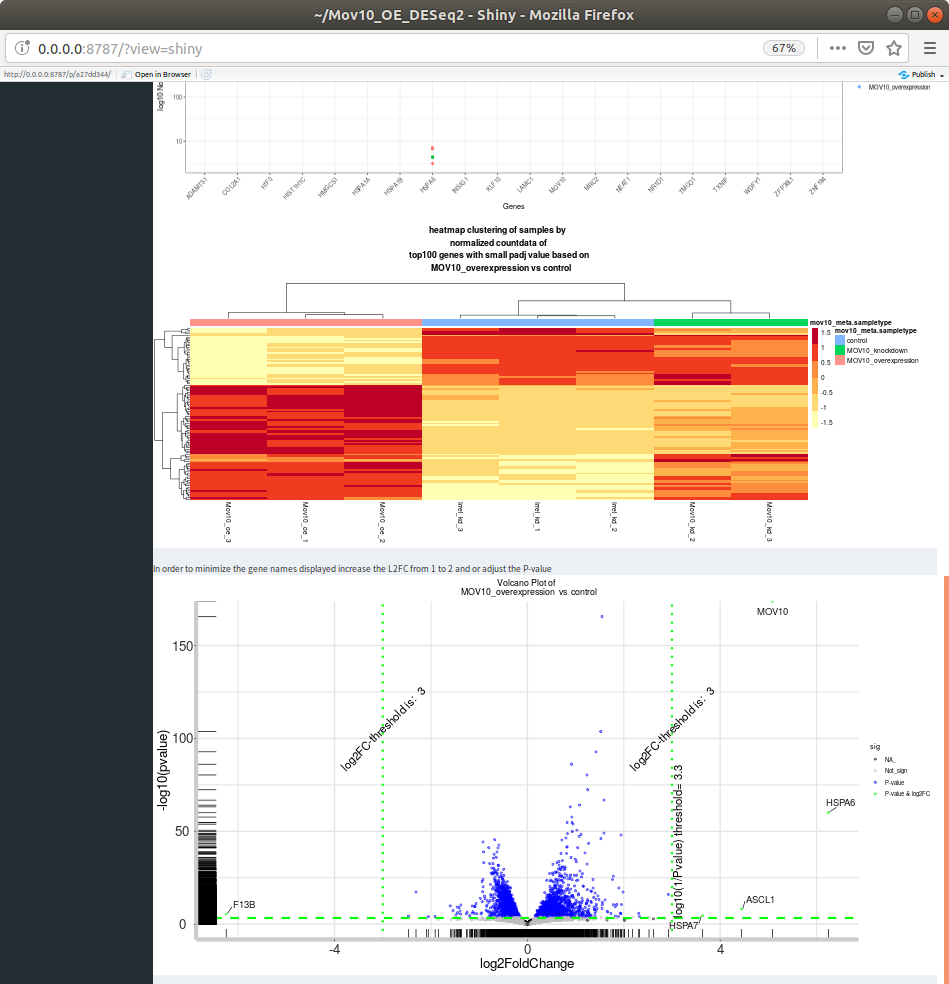 ~/Mov10_OE_DESeq2 - Shiny - Mozilla Firefox
0.0.0.0:8787/?view=shiny
67%
http://0.0.0.0:8787/p/a27dd344/
Open in Browser
Publish
log10 No
100
10
MOV10_overexpression
ADAMTS1
COL12A1
HIF0
HIST1H1C
HMGCS1
HSPA1A
HSPA1B
HSPA6
INSIG1
KLF10
LAMC1
MOV10
MRC2
NEAT1
NR1D1
TMCO1
TXNIP
WDFY1
ZFP36L1
Genes
heatmap clustering of samples by
normalized countdata of
top100 genes with small padj value based on
MOV10_overexpression vs control
mov10_meta.sampletype
1.5
1
0.5
0
-0.5
-1
-1.5
mov10_meta.sampletype
control
MOV10_knockdown
MOV10_overexpression
Mov10_oe_3
Mov10_oe_1
Mov10_oe_2
Irrel_kd_3
Irrel_kd_1
Irrel_kd_2
Mov10_kd_2
Mov10_kd_3
In order to minimize the gene names displayed increase the L2FC from 1 to 2 and or adjust the P-value
Volcano Plot of
MOV10_overexpression vs control
MOV10
150
100
50
0
-log10(pvalue)
log2FC-threshold is: 3
log2FC-threshold is: 3
log10(1/Pvalue) threshold= 3.3
HSPA6
F13B
ASCL1
HSPA7
-4
0
4
log2FoldChange
sig
NA_
Not_sign
P-value
P-value & log2FC